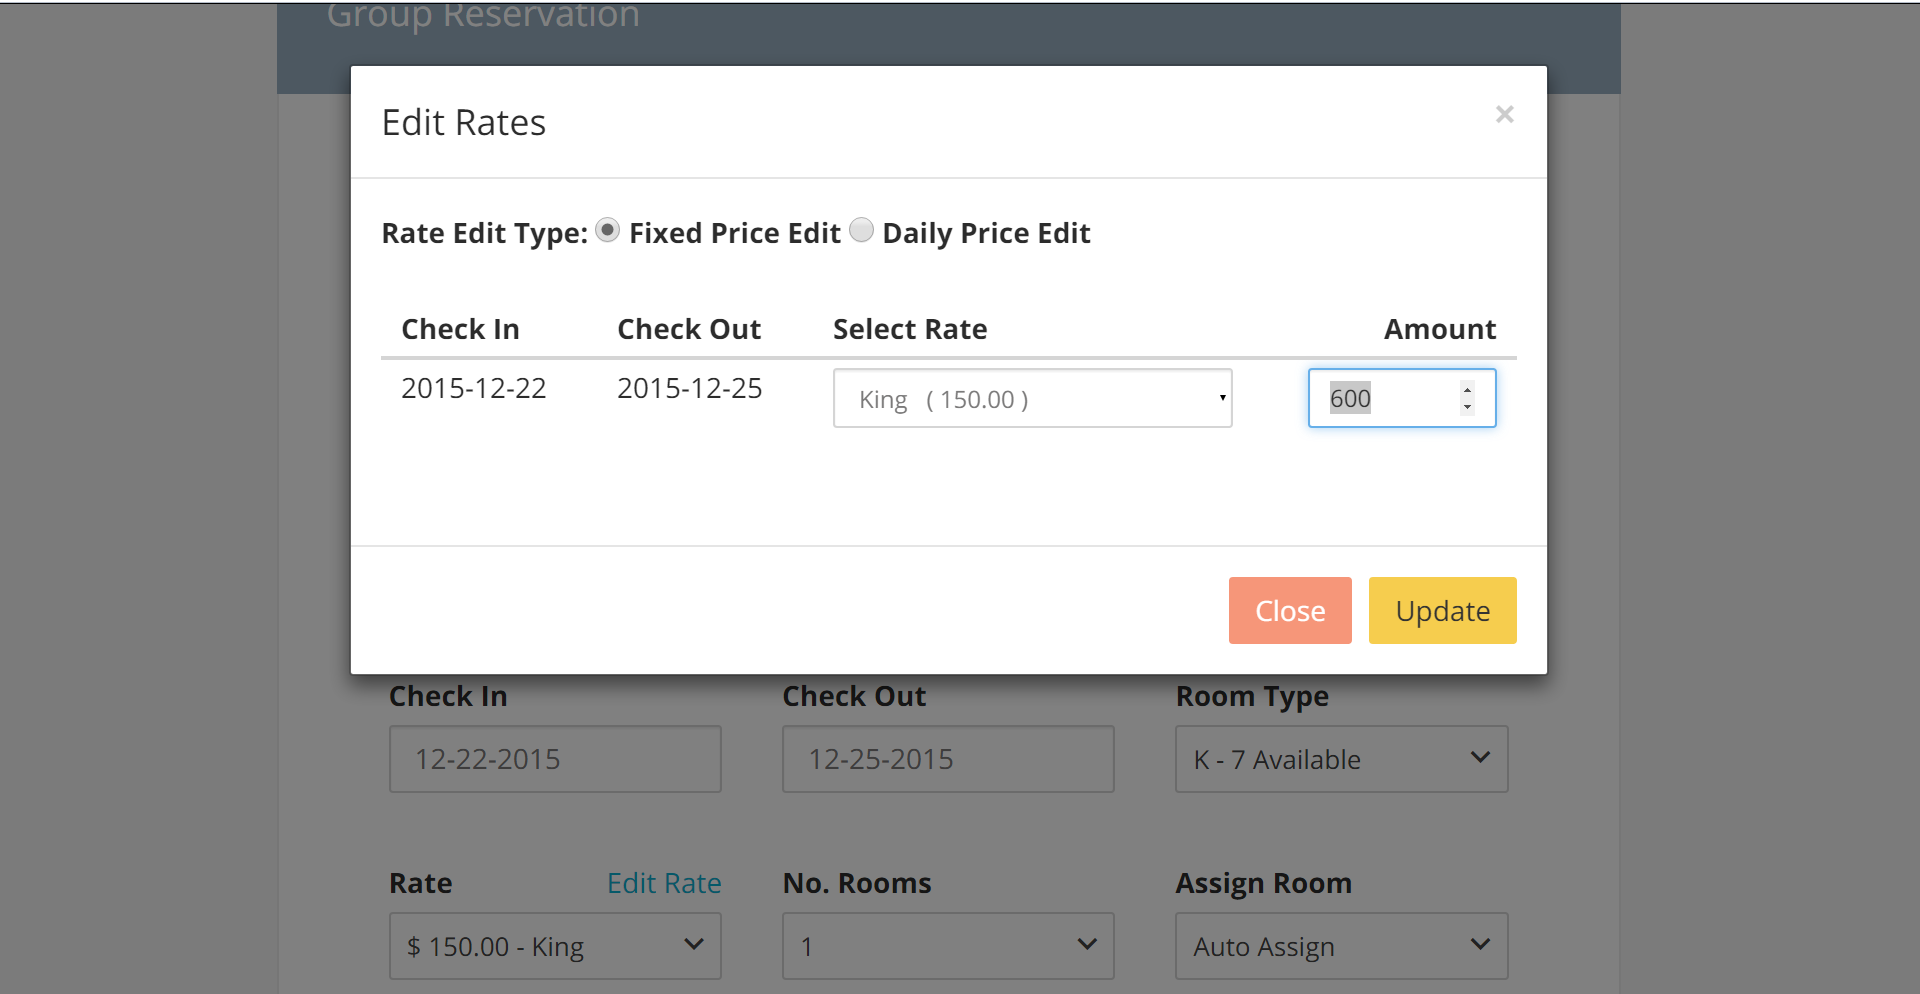 Group Reservation
Edit Rates
×
Rate Edit Type: Fixed Price Edit Daily Price Edit
Check In Check Out Select Rate Amount
2015-12-22 2015-12-25 King ( 150.00 ) 600
Close Update
Check In Check Out Room Type
12-22-2015 12-25-2015 K - 7 Available
Rate Edit Rate No. Rooms Assign Room
$ 150.00 - King 1 Auto Assign